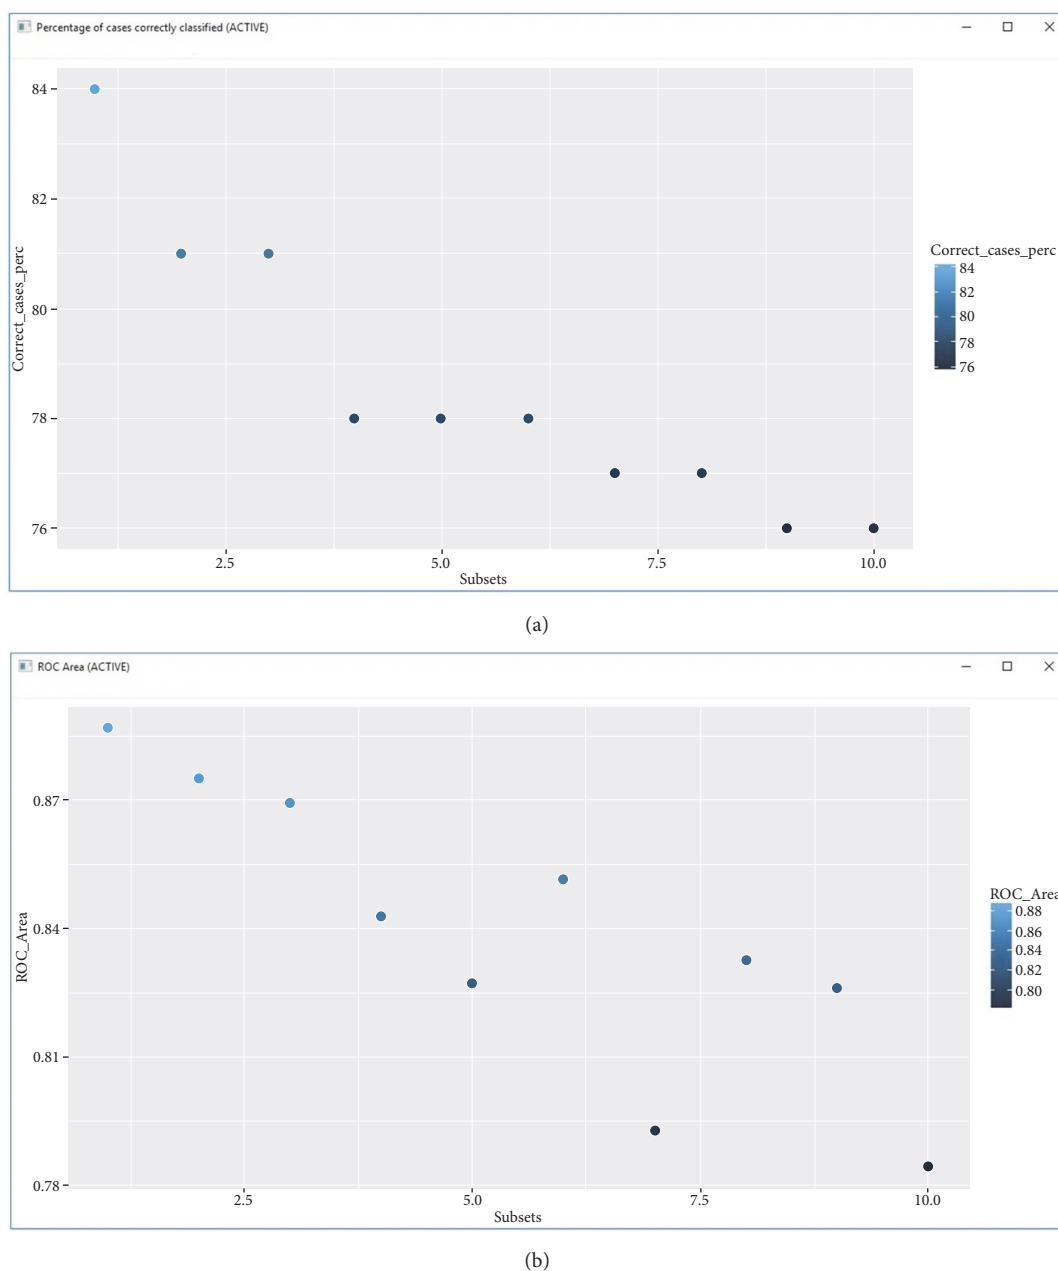 Percentage of cases correctly classified (ACTIVE)
84
82
80
78
76
Correct_cases_perc
2.5 5.0 7.5 10.0
Subsets
Correct_cases_perc
84
82
80
78
76
(a)
ROC Area (ACTIVE)
0.87
0.84
0.81
0.78
ROC_Area
2.5 5.0 7.5 10.0
Subsets
ROC_Area
0.88
0.86
0.84
0.82
0.80
(b)